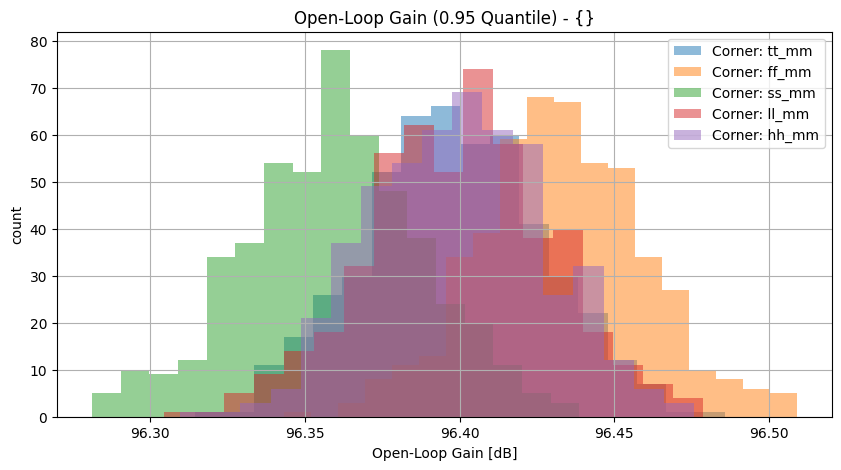 Open-Loop Gain (0.95 Quantile) - {}
80
70
60
50
40
30
20
10
0
count
Corner: tt_mm
Corner: ff_mm
Corner: ss_mm
Corner: ll_mm
Corner: hh_mm
96.30 96.35 96.40 96.45 96.50
Open-Loop Gain [dB]